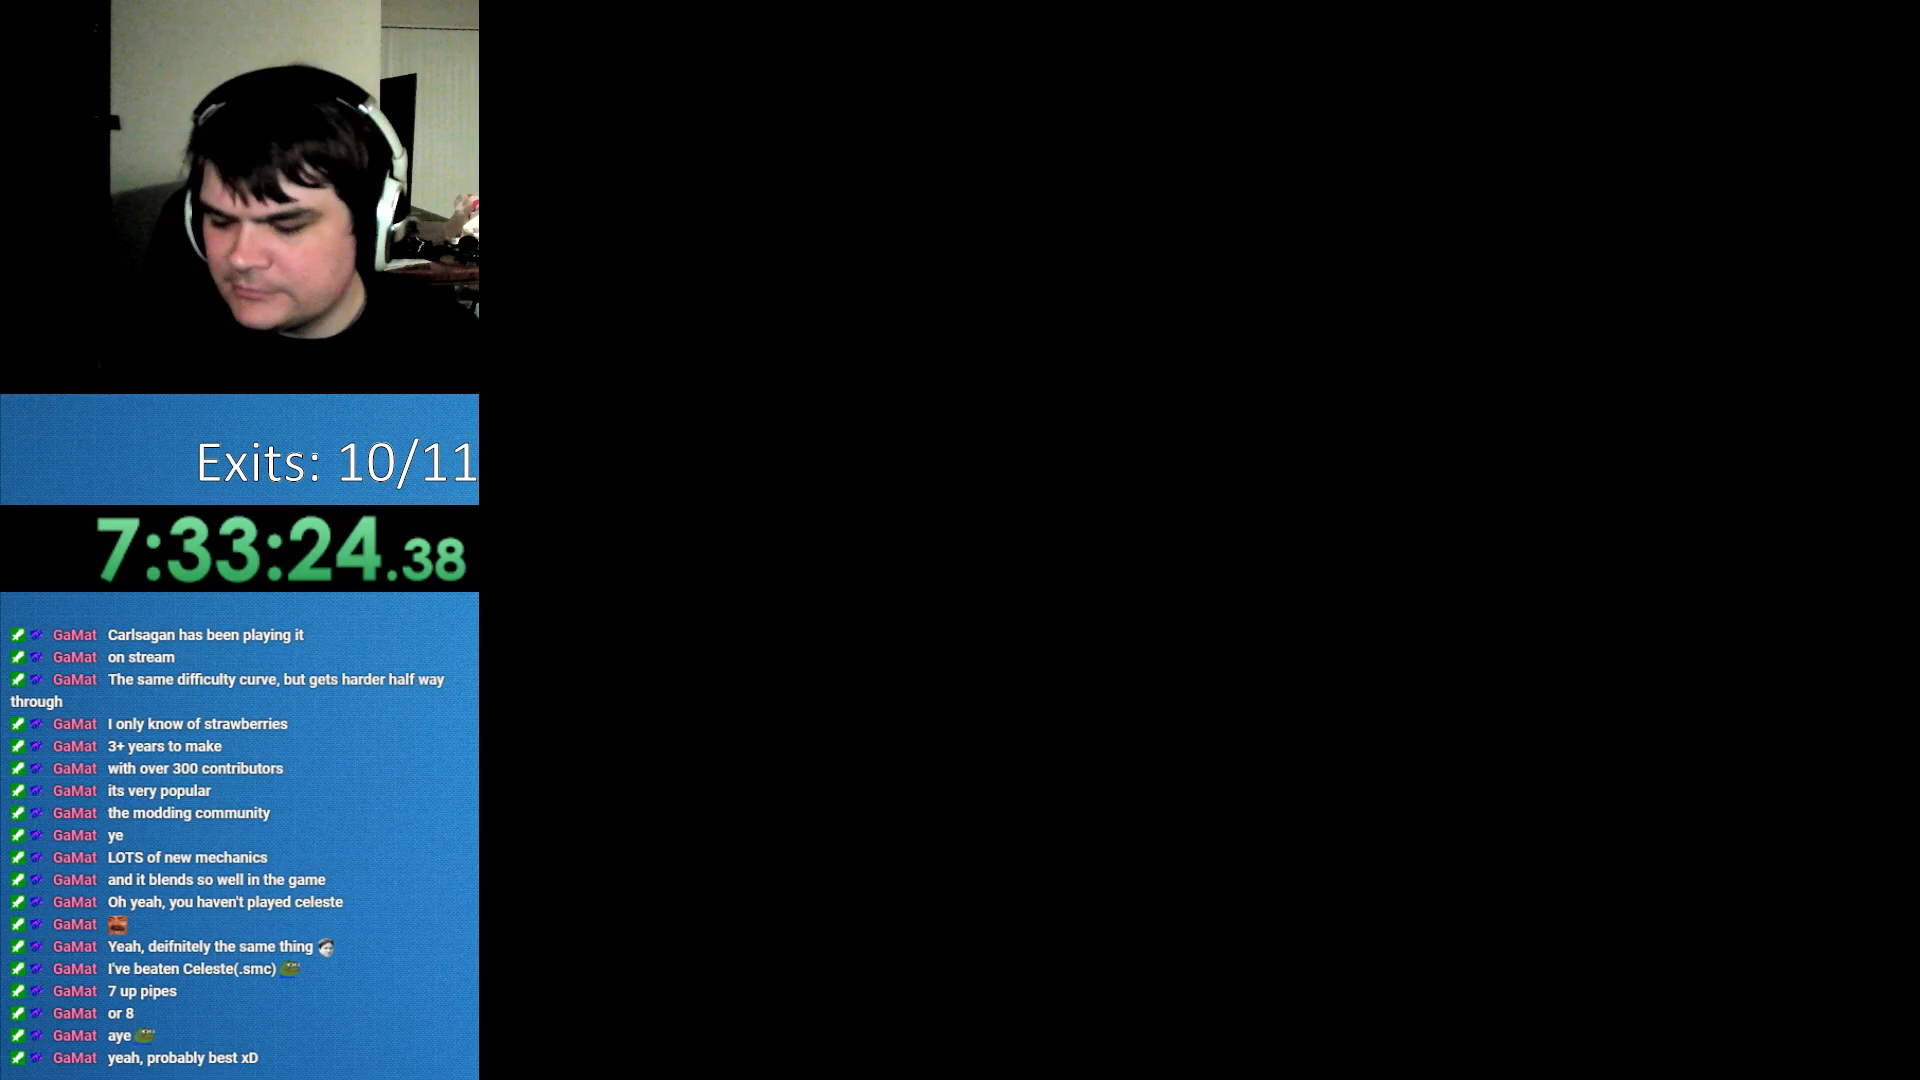 Exits: 10/11
7:33:24.38
GaMat Carlsagan has been playing it
GaMat on stream
GaMat The same difficulty curve, but gets harder half way
through
GaMat I only know of strawberries
GaMat 3+ years to make
GaMat with over 300 contributors
GaMat its very popular
GaMat the modding community
GaMat ye
GaMat LOTS of new mechanics
GaMat and it blends so well in the game
GaMat Oh yeah, you haven't played celeste
GaMat
GaMat Yeah, deifnitely the same thing
GaMat I've beaten Celeste(.smc)
GaMat 7 up pipes
GaMat or 8
GaMat aye
GaMat yeah, probably best xD